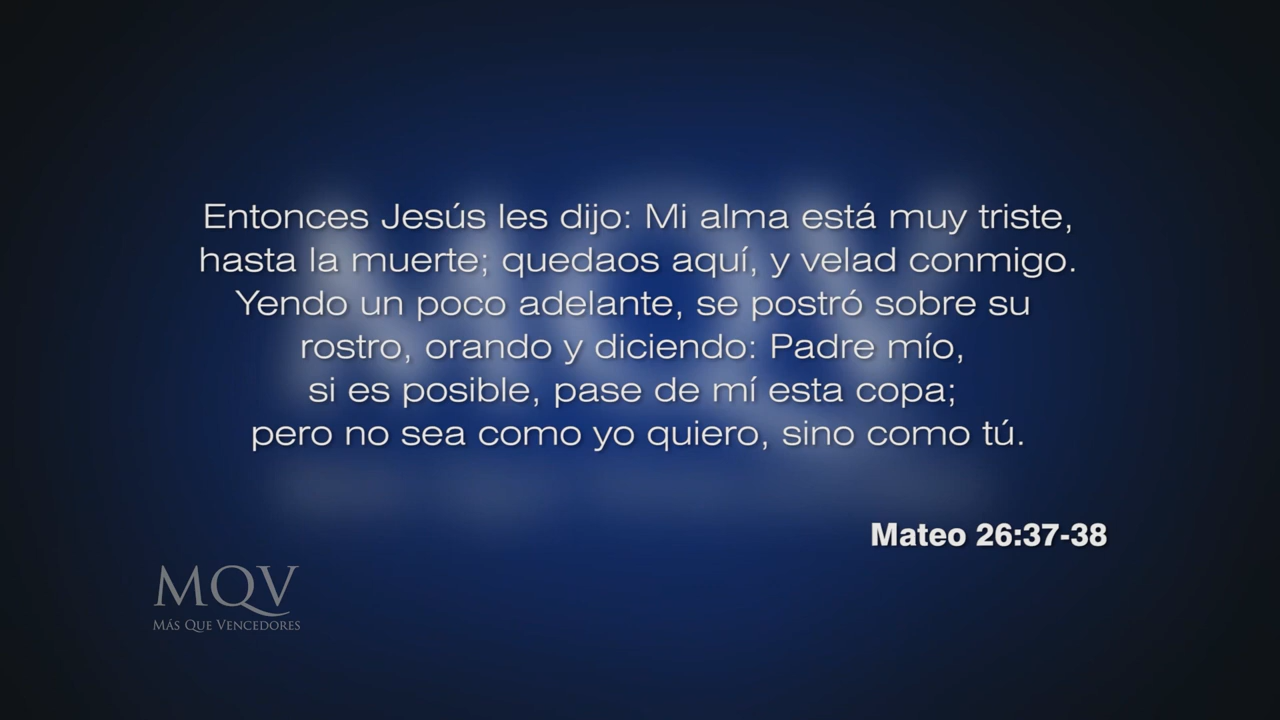 Entonces Jesús les dijo: Mi alma está muy triste,
hasta la muerte; quedaos aquí, y velad conmigo.
Yendo un poco adelante, se postró sobre su
rostro, orando y diciendo: Padre mío,
si es posible, pase de mí esta copa;
pero no sea como yo quiero, sino como tú.
Mateo 26:37-38
MQV
MÁS QUE VENCEDORES